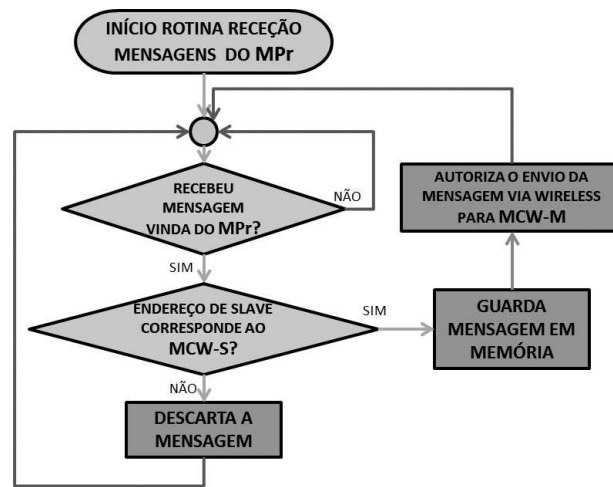 INÍCIO ROTINA RECEÇÃO
MENSAGENS DO MPr
RECEBEU
MENSAGEM
VINDA DO MPr?
NÃO
AUTORIZA O ENVIO DA
MENSAGEM VIA WIRELESS
PARA MCW-M
SIM
ENDEREÇO DE SLAVE
CORRESPONDE AO
MCW-S?
SIM
GUARDA
MENSAGEM EM
MEMÓRIA
NÃO
DESCARTA A
MENSAGEM